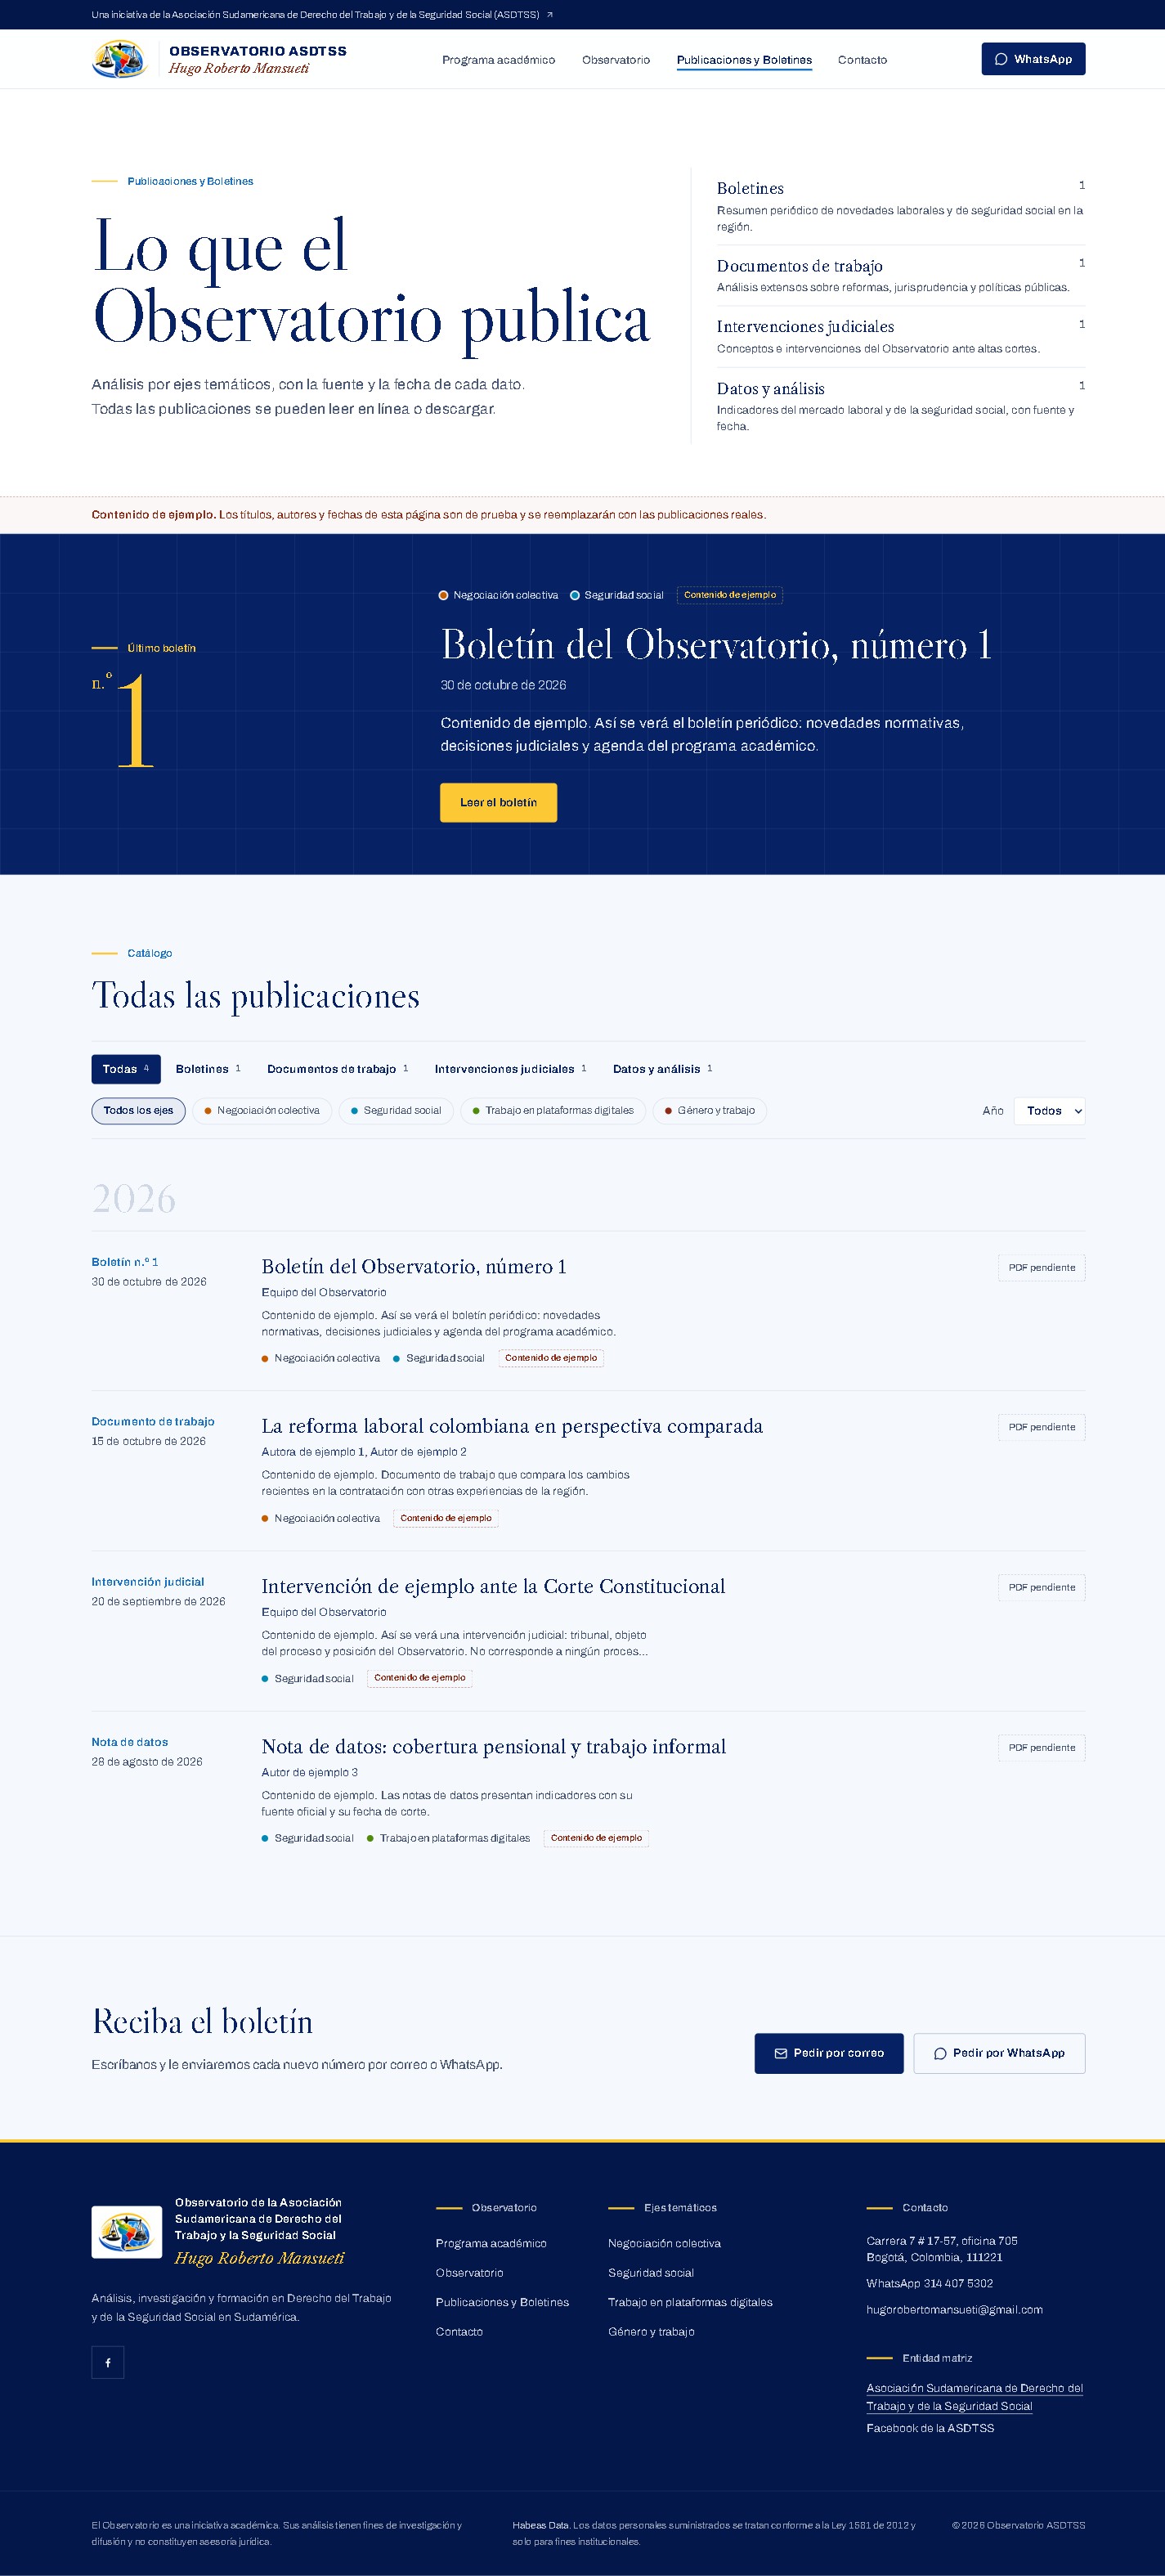 Una iniciativa de la Asociación Sudamericana de Derecho del Trabajo y de la Seguridad Social (ASDTSS)
OBSERVATORIO ASDTSS
Hugo Roberto Mansueti
Programa académico
Observatorio
Publicaciones y Boletines
Contacto
WhatsApp
Publicaciones y Boletines
Lo que el
Observatorio publica
Análisis por ejes temáticos, con la fuente y la fecha de cada dato.
Todas las publicaciones se pueden leer en línea o descargar.
Boletines 1
Resumen periódico de novedades laborales y de seguridad social en la
región.
Documentos de trabajo 1
Análisis extensos sobre reformas, jurisprudencia y políticas públicas.
Intervenciones judiciales 1
Conceptos e intervenciones del Observatorio ante altas cortes.
Datos y análisis 1
Indicadores del mercado laboral y de la seguridad social, con fuente y
fecha.
Contenido de ejemplo. Los títulos, autores y fechas de esta página son de prueba y se reemplazarán con las publicaciones reales.
Último boletín
n.º 1
Negociación colectiva Seguridad social Contenido de ejemplo
Boletín del Observatorio, número 1
30 de octubre de 2026
Contenido de ejemplo. Así se verá el boletín periódico: novedades normativas,
decisiones judiciales y agenda del programa académico.
Leer el boletín
Catálogo
Todas las publicaciones
Todas 4 Boletines 1 Documentos de trabajo 1 Intervenciones judiciales 1 Datos y análisis 1
Todos los ejes Negociación colectiva Seguridad social Trabajo en plataformas digitales Género y trabajo Año Todos
2026
Boletín n.º 1
30 de octubre de 2026
Boletín del Observatorio, número 1
Equipo del Observatorio
Contenido de ejemplo. Así se verá el boletín periódico: novedades
normativas, decisiones judiciales y agenda del programa académico.
Negociación colectiva Seguridad social Contenido de ejemplo
PDF pendiente
Documento de trabajo
15 de octubre de 2026
La reforma laboral colombiana en perspectiva comparada
Autora de ejemplo 1, Autor de ejemplo 2
Contenido de ejemplo. Documento de trabajo que compara los cambios
recientes en la contratación con otras experiencias de la región.
Negociación colectiva Contenido de ejemplo
PDF pendiente
Intervención judicial
20 de septiembre de 2026
Intervención de ejemplo ante la Corte Constitucional
Equipo del Observatorio
Contenido de ejemplo. Así se verá una intervención judicial: tribunal, objeto
del proceso y posición del Observatorio. No corresponde a ningún proces...
Seguridad social Contenido de ejemplo
PDF pendiente
Nota de datos
28 de agosto de 2026
Nota de datos: cobertura pensional y trabajo informal
Autor de ejemplo 3
Contenido de ejemplo. Las notas de datos presentan indicadores con su
fuente oficial y su fecha de corte.
Seguridad social Trabajo en plataformas digitales Contenido de ejemplo
PDF pendiente
Reciba el boletín
Escríbanos y le enviaremos cada nuevo número por correo o WhatsApp.
Pedir por correo
Pedir por WhatsApp
Observatorio de la Asociación
Sudamericana de Derecho del
Trabajo y la Seguridad Social
Hugo Roberto Mansueti
Análisis, investigación y formación en Derecho del Trabajo
y de la Seguridad Social en Sudamérica.
Observatorio
Programa académico
Observatorio
Publicaciones y Boletines
Contacto
Ejes temáticos
Negociación colectiva
Seguridad social
Trabajo en plataformas digitales
Género y trabajo
Contacto
Carrera 7 # 17-57, oficina 705
Bogotá, Colombia, 111221
WhatsApp 314 407 5302
hugorobertomansueti@gmail.com
Entidad matriz
Asociación Sudamericana de Derecho del
Trabajo y de la Seguridad Social
Facebook de la ASDTSS
El Observatorio es una iniciativa académica. Sus análisis tienen fines de investigación y
difusión y no constituyen asesoría jurídica.
Habeas Data. Los datos personales suministrados se tratan conforme a la Ley 1581 de 2012 y
solo para fines institucionales.
© 2026 Observatorio ASDTSS